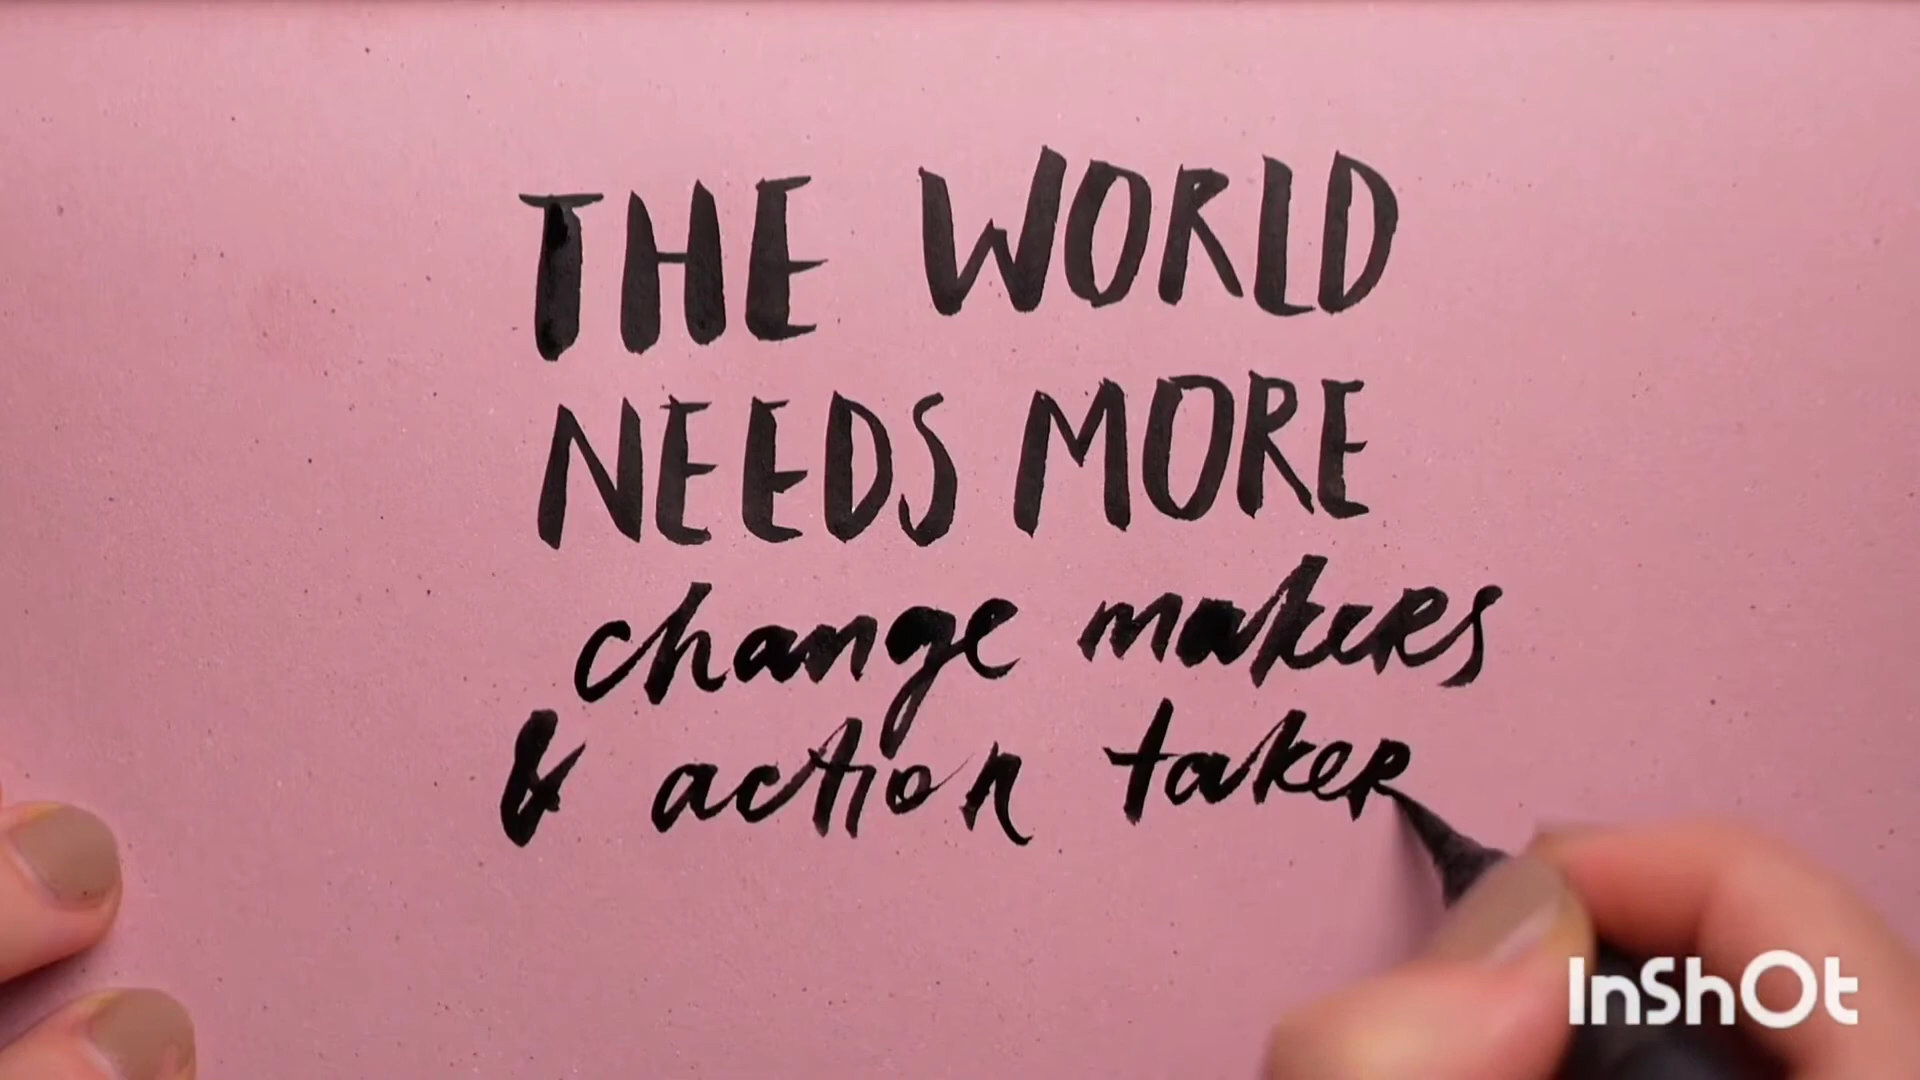 THE WORLD
NEEDS MORE
change makers
& action taker
InShOt